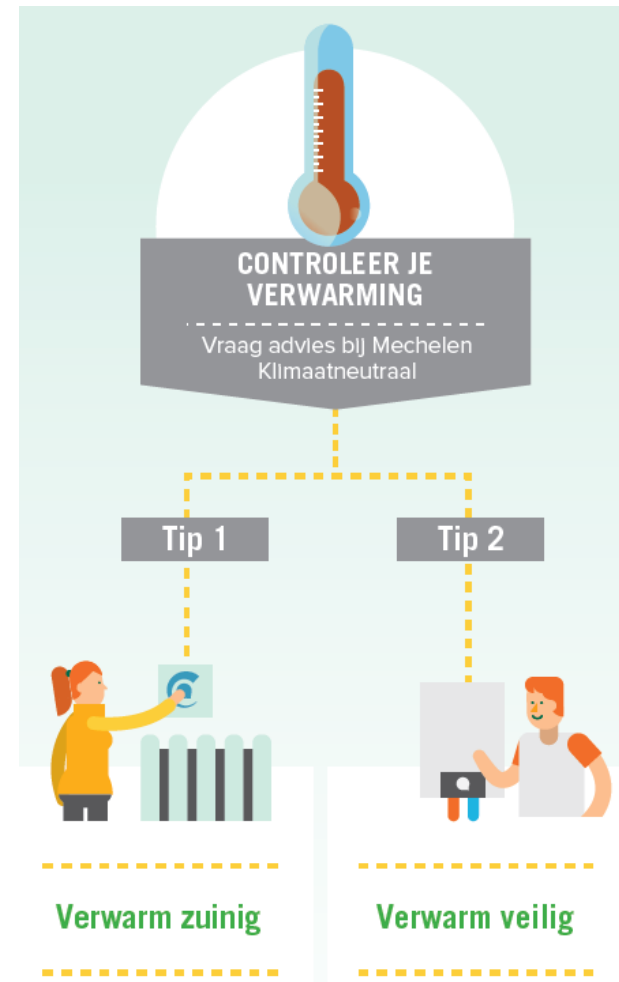 CONTROLEER JE
VERWARMING
Vraag advies bij Mechelen
Klimaatneutraal
Tip 1
Tip 2
Verwarm zuinig
Verwarm veilig